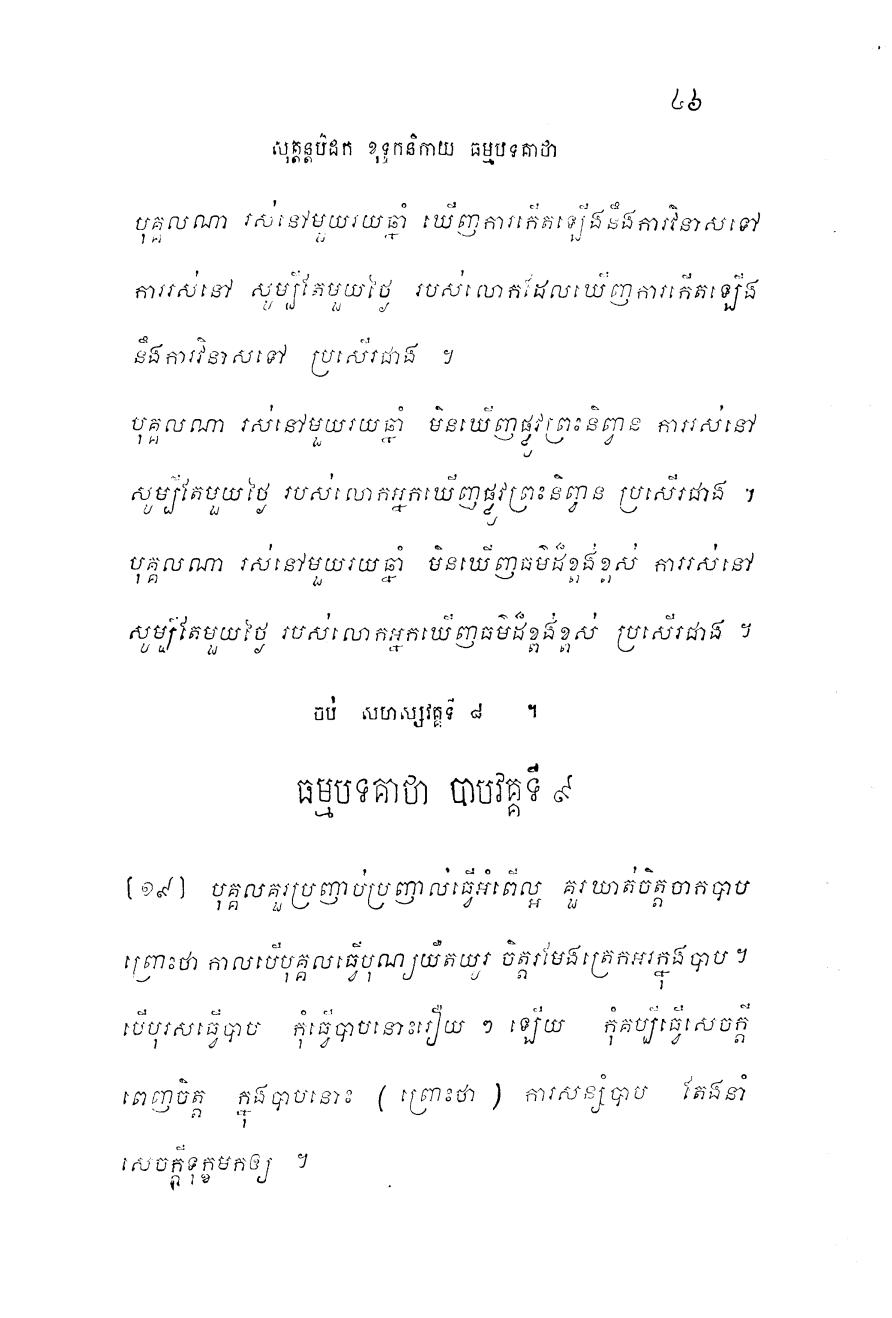 ៤៦
សុត្តន្តបិដក ខុទ្ទកនិកាយ ធម្មបទគាថា
បុគ្គលណា រស់នៅមួយរយឆ្នាំ ឃើញការកើតឡើងនឹងការវិនាសទៅ
ការរស់នៅ សូម្បីតែមួយថ្ងៃ របស់លោកដែលឃើញការកើតឡើង
នឹងការវិនាសទៅ ប្រសើរជាង ។
បុគ្គលណា រស់នៅមួយរយឆ្នាំ មិនឃើញផ្លូវព្រះនិព្វាន ការរស់នៅ
សូម្បីតែមួយថ្ងៃ របស់លោកអ្នកឃើញផ្លូវព្រះនិព្វាន ប្រសើរជាង ។
បុគ្គលណា រស់នៅមួយរយឆ្នាំ មិនឃើញធម៌ដ៏ខ្ពង់ខ្ពស់ ការរស់នៅ
សូម្បីតែមួយថ្ងៃ របស់លោកអ្នកឃើញធម៌ដ៏ខ្ពង់ខ្ពស់ ប្រសើរជាង ។
ចប់ សហស្សវគ្គទី ៨ ។
ធម្មបទគាថា បាបវគ្គទី ៩
[១៩] បុគ្គលគួរប្រញាប់ប្រញាល់ធ្វើអំពើល្អ គួរឃាត់ចិត្តចាកបាប
ព្រោះថា កាលបើបុគ្គលធ្វើបុណ្យយឺតយូរ ចិត្តរមែងត្រេកអរក្នុងបាប ។
បើបុរសធ្វើបាប កុំធ្វើបាបនោះរឿយ ៗ ឡើយ កុំគប្បីធ្វើសេចក្តី
ពេញចិត្ត ក្នុងបាបនោះ ( ព្រោះថា ) ការសន្សំបាប តែងនាំ
សេចក្តីទុក្ខមកឲ្យ ។